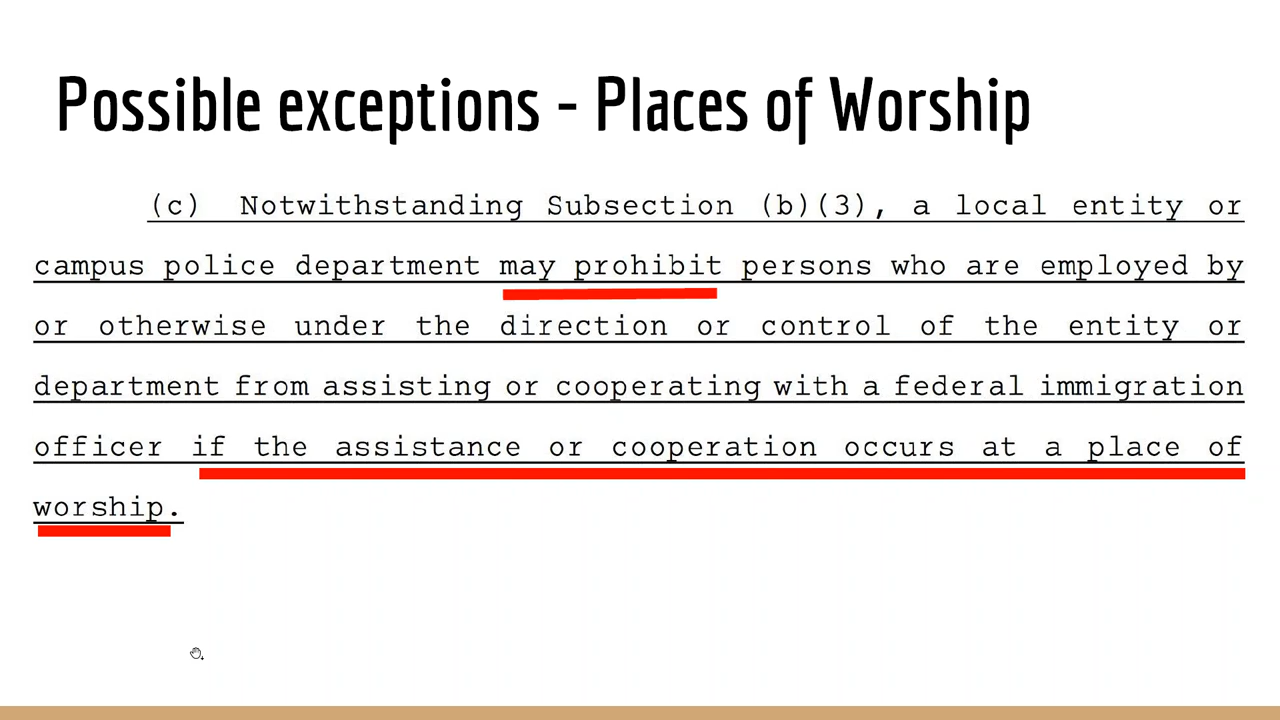 Possible exceptions - Places of Worship
(c) Notwithstanding Subsection (b)(3), a local entity or
campus police department may prohibit persons who are employed by
or otherwise under the direction or control of the entity or
department from assisting or cooperating with a federal immigration
officer if the assistance or cooperation occurs at a place of
worship.